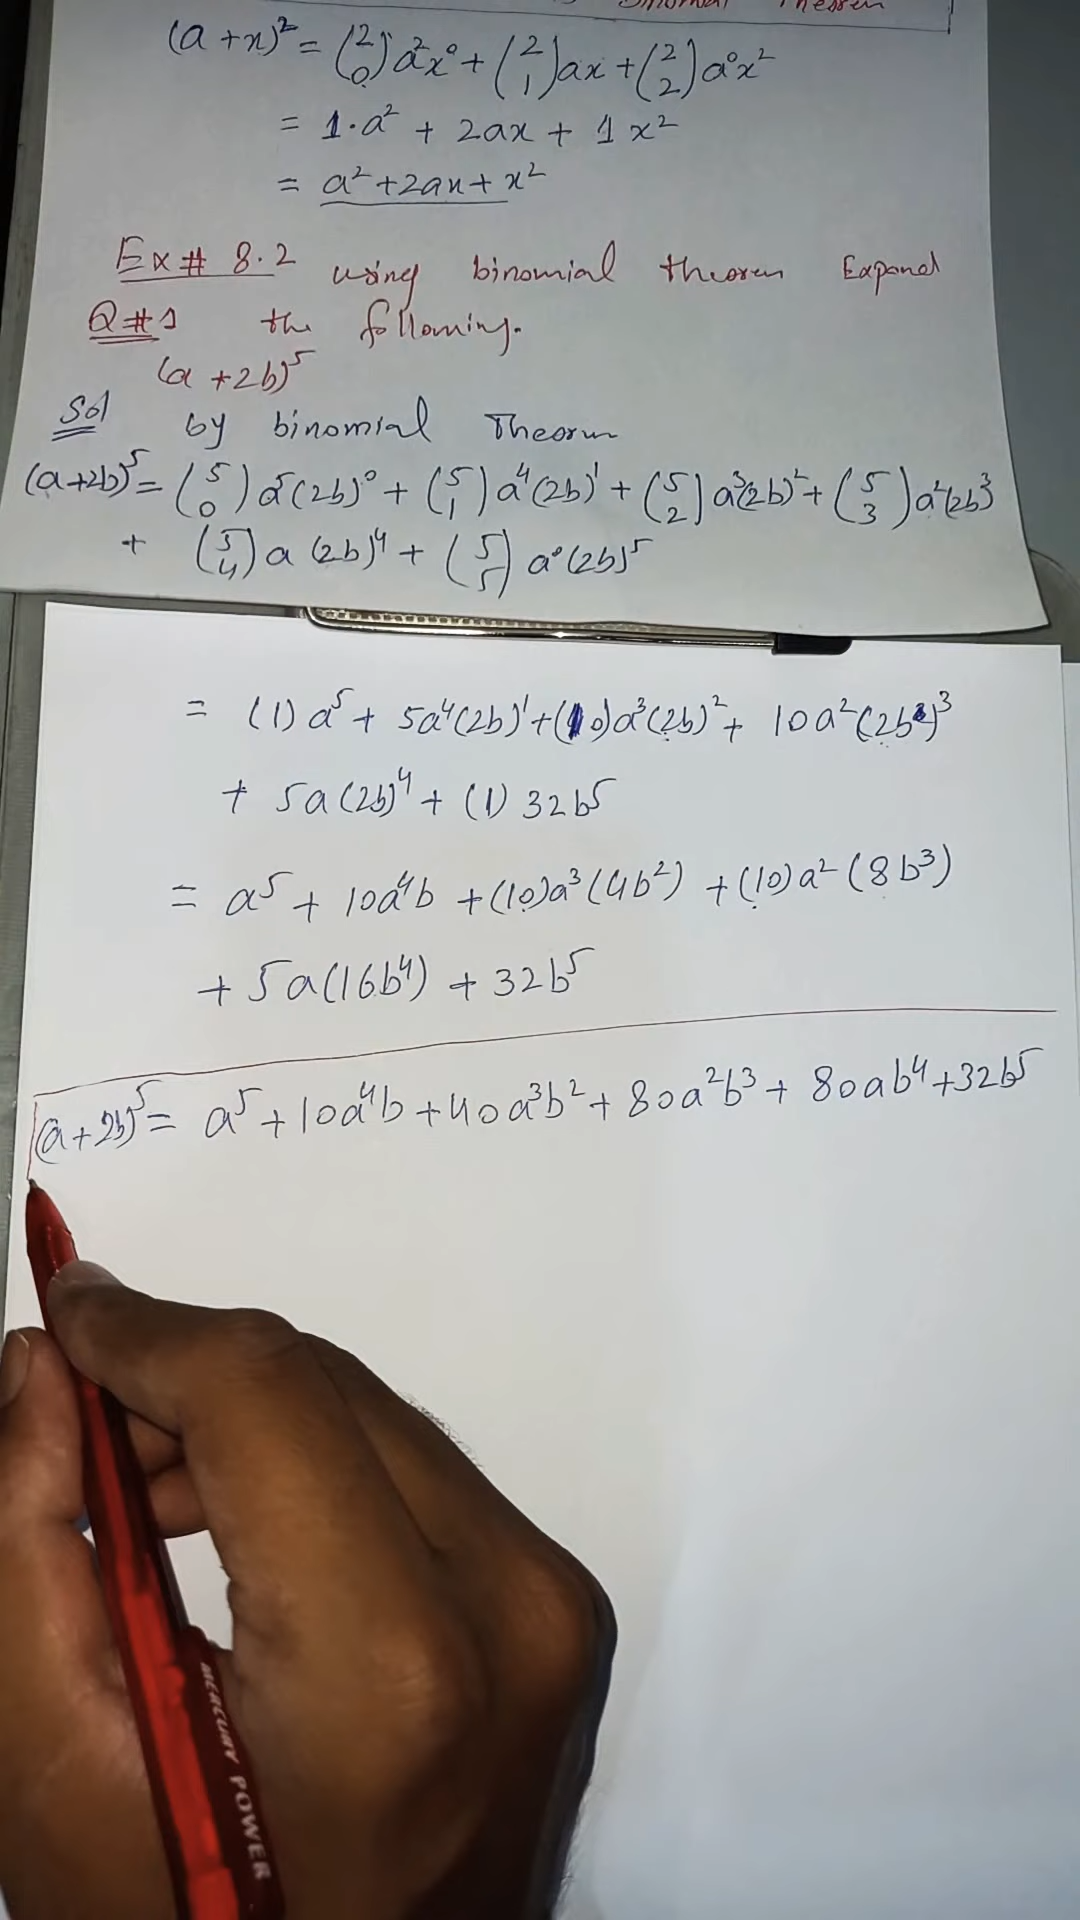 Binomial Theorem
(a+x)² = (2 0) a²x⁰ + (2 1) ax + (2 2) a⁰x²
= 1·a² + 2ax + 1x²
= a² + 2ax + x²
Ex# 8.2 using binomial theorem Expand
Q#1 the following.
(a+2b)⁵
Sol by binomial Theorem
(a+2b)⁵ = (5 0) a⁵(2b)⁰ + (5 1) a⁴(2b)¹ + (5 2) a³(2b)² + (5 3) a²(2b)³
+ (5 4) a (2b)⁴ + (5 5) a⁰(2b)⁵
= (1)a⁵ + 5a⁴(2b)¹ + (10)a³(2b)² + 10a²(2b)³
+ 5a(2b)⁴ + (1) 32b⁵
= a⁵ + 10a⁴b + (10)a³(4b²) + (10)a²(8b³)
+ 5a(16b⁴) + 32b⁵
(a+2b)⁵ = a⁵ + 10a⁴b + 40a³b² + 80a²b³ + 80ab⁴ + 32b⁵
MERCURY POWER